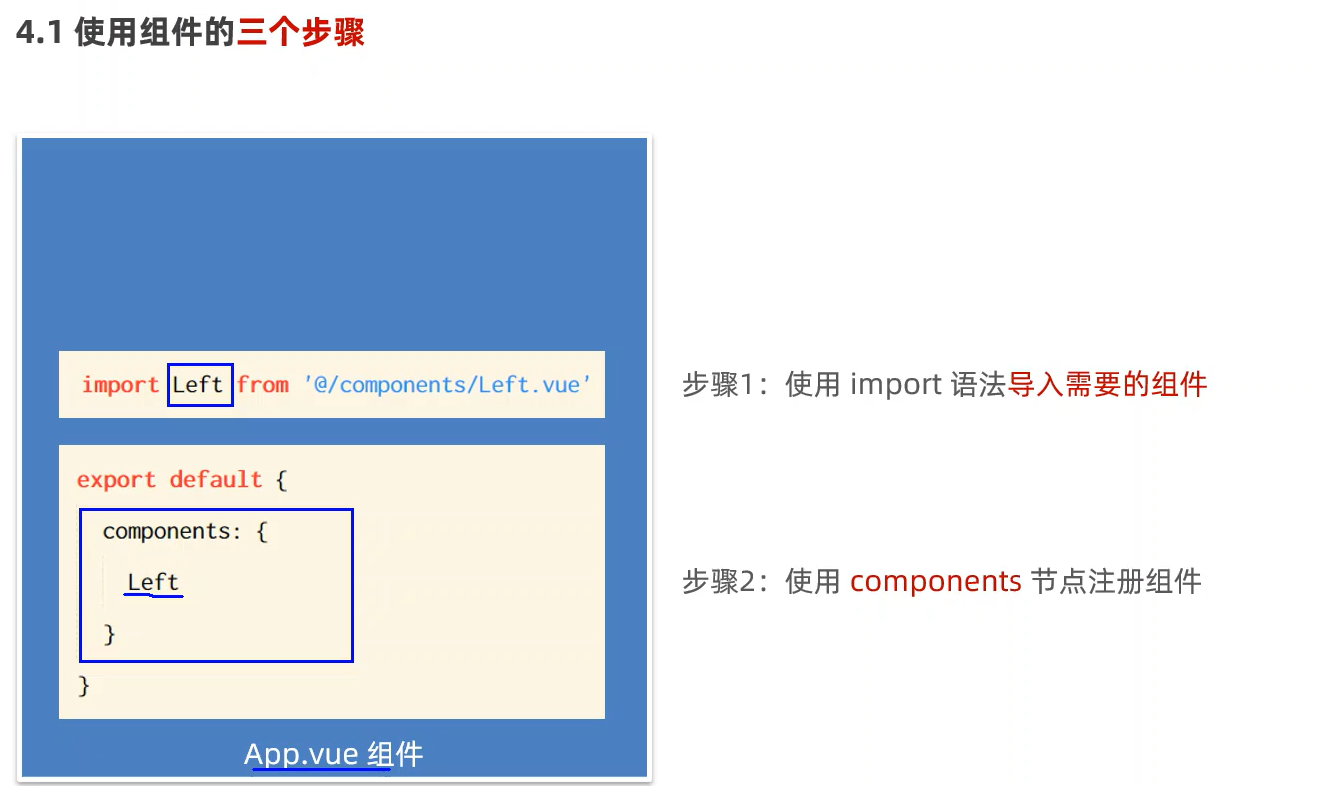 4.1 使用组件的三个步骤
import Left from '@/components/Left.vue'
步骤1：使用 import 语法导入需要的组件
export default {
components: {
Left
}
}
步骤2：使用 components 节点注册组件
App.vue 组件